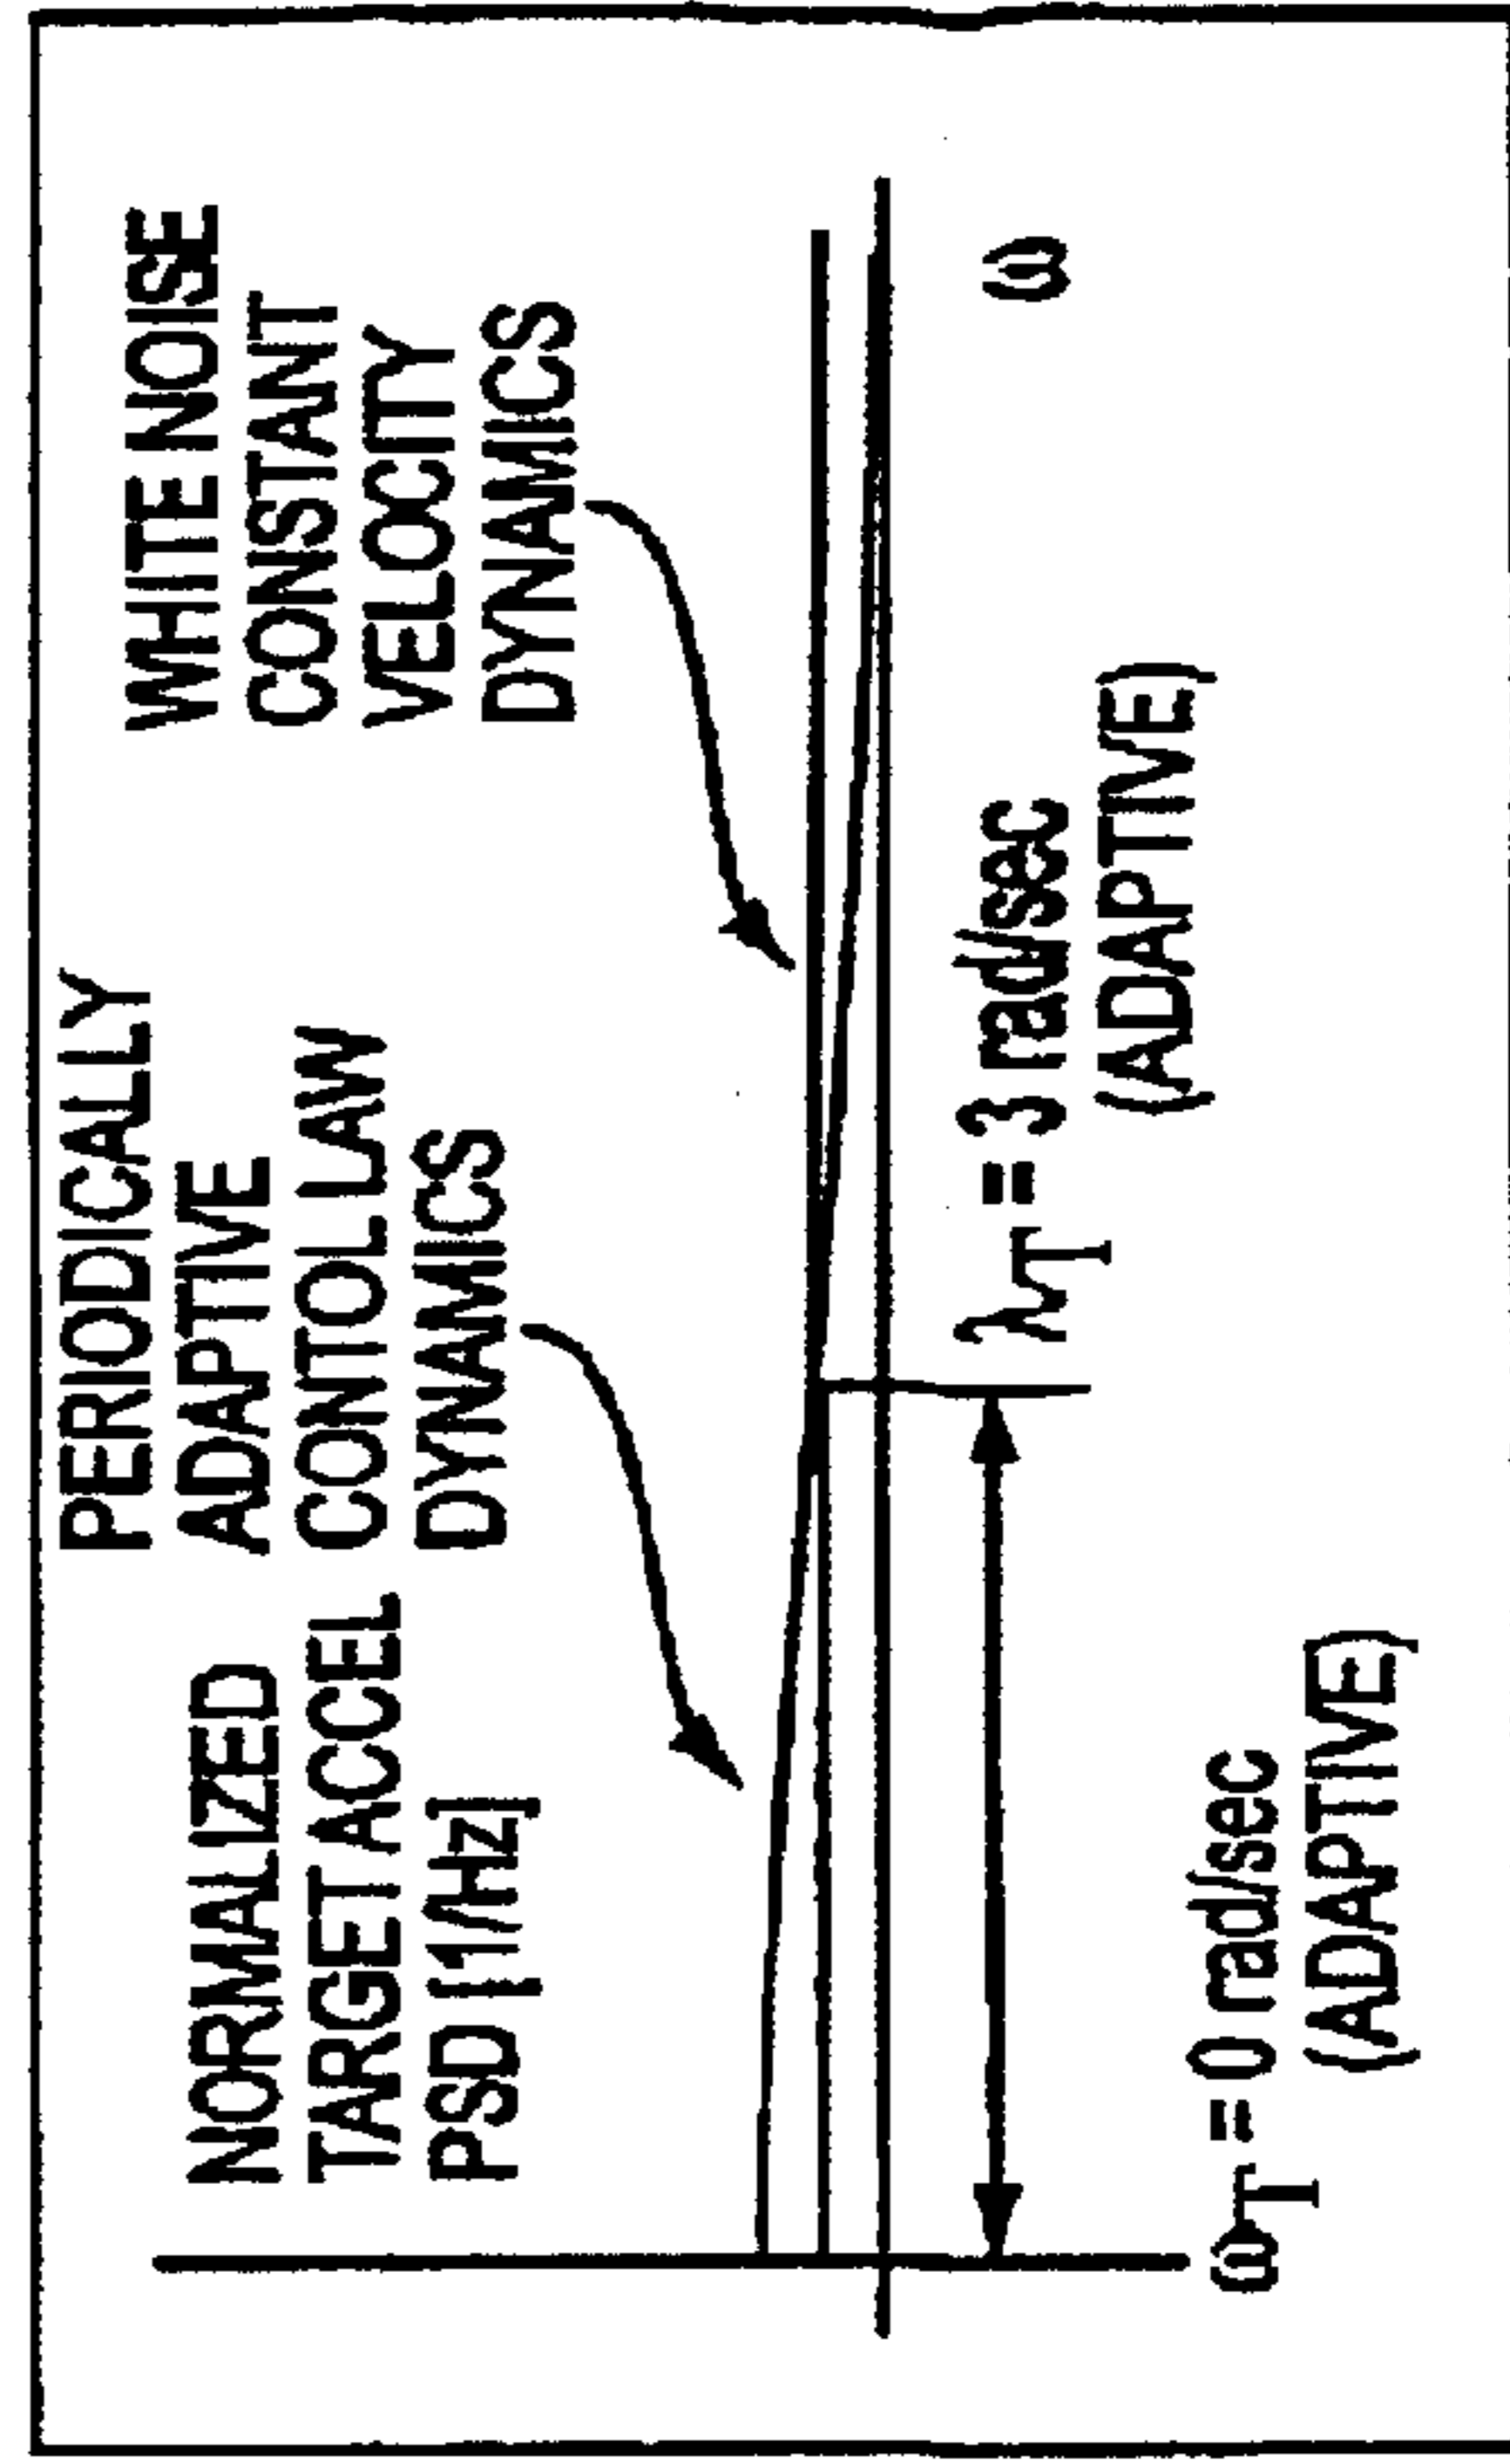 NORMALIZED
TARGET ACCEL
PSD [1/Hz]
PERIODICALLY
ADAPTIVE
CONTOL LAW
DYNAMICS
WHITE NOISE
CONSTANT
VELOCITY
DYNAMICS
ω
λT = 3 rad/sec
(ADAPTIVE)
ωT = 0 rad/sec
(ADAPTIVE)